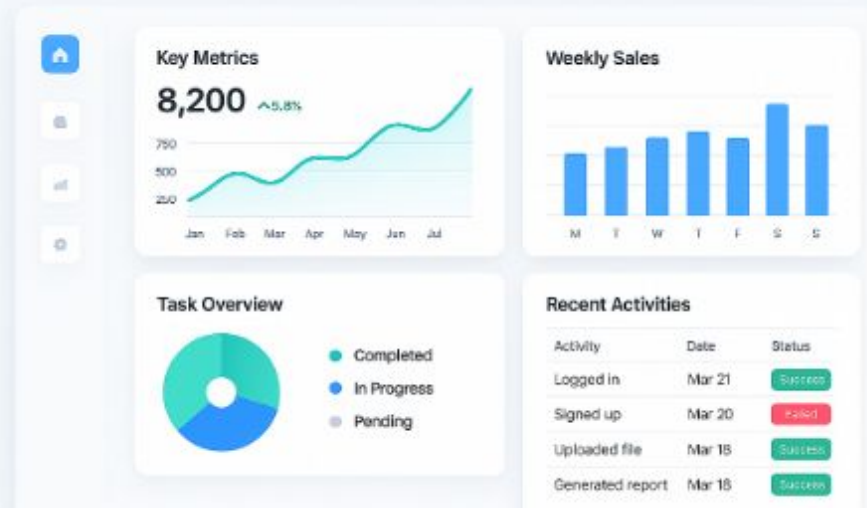 Key Metrics
8,200 5.8%
750
500
250
Jan Feb Mar Apr May Jun Jul
Weekly Sales
M T W T F S S
Task Overview
Completed
In Progress
Pending
Recent Activities
Activity Date Status
Logged in Mar 21 Success
Signed up Mar 20 Failed
Uploaded file Mar 18 Success
Generated report Mar 18 Success